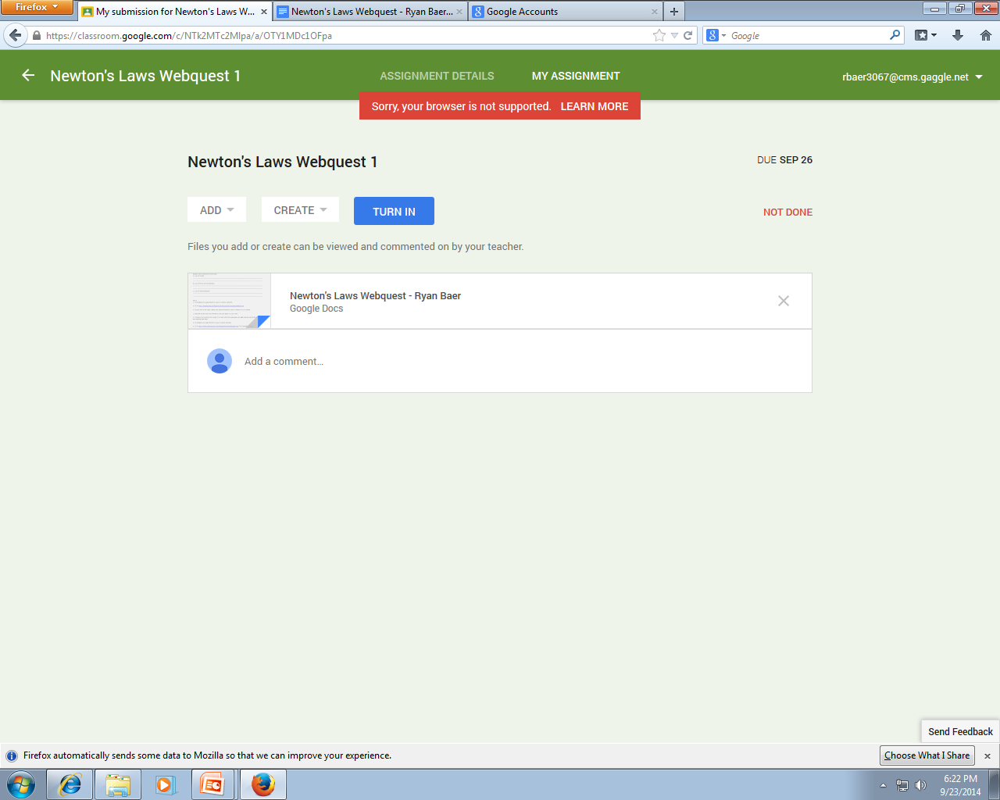 Firefox
My submission for Newton's Laws W...
Newton's Laws Webquest - Ryan Baer...
Google Accounts
https://classroom.google.com/c/NTk2MTc2Mlpa/a/OTY1MDc1OFpa
Google
Newton's Laws Webquest 1
ASSIGNMENT DETAILS
MY ASSIGNMENT
rbaer3067@cms.gaggle.net
Sorry, your browser is not supported. LEARN MORE
Newton's Laws Webquest 1
DUE SEP 26
ADD
CREATE
TURN IN
NOT DONE
Files you add or create can be viewed and commented on by your teacher.
Newton's Laws Webquest - Ryan Baer
Google Docs
Add a comment...
Send Feedback
Firefox automatically sends some data to Mozilla so that we can improve your experience.
Choose What I Share
6:22 PM
9/23/2014